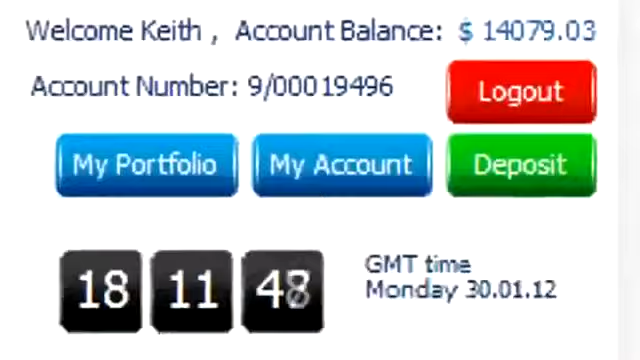 Welcome Keith , Account Balance: $ 14079.03
Account Number: 9/00019496
Logout
My Portfolio My Account Deposit
GMT time
18 11
Monday 30.01.12